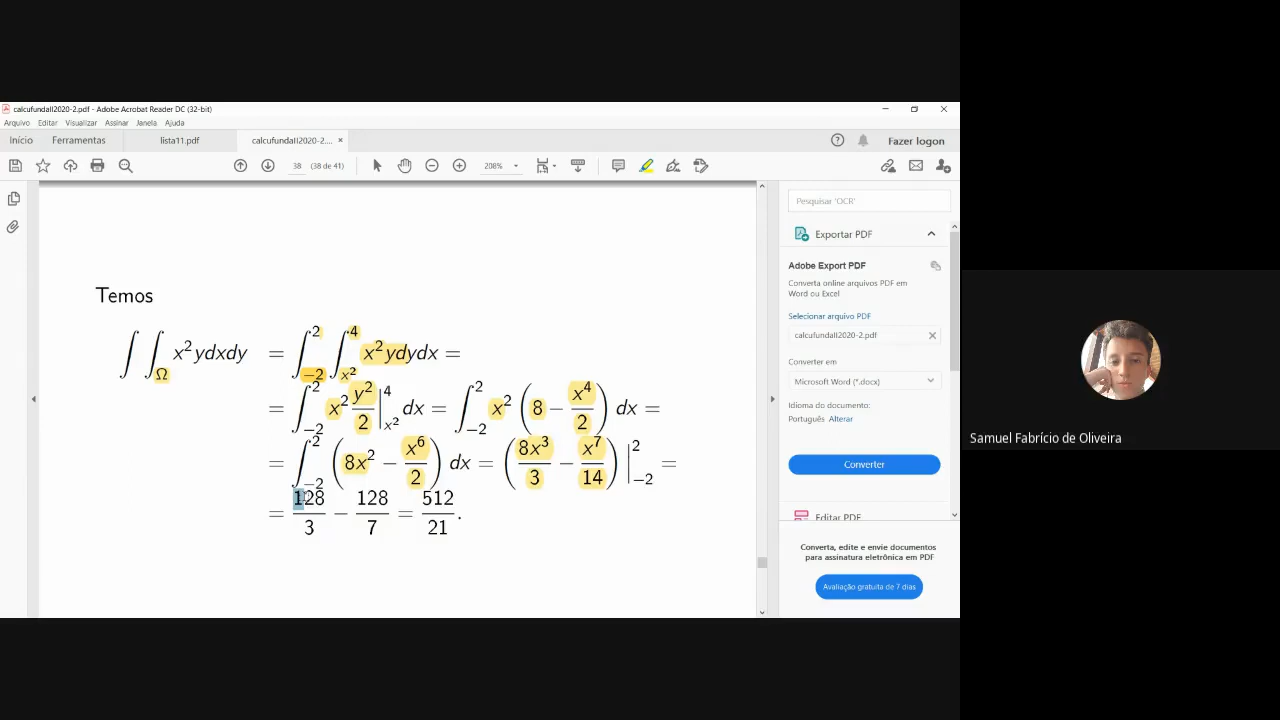 calcufundaII2020-2.pdf - Adobe Acrobat Reader DC (32-bit)
Arquivo Editar Visualizar Assinar Janela Ajuda
Início Ferramentas lista11.pdf calcufundaII2020-2.... × Fazer logon
38 (38 de 41) 208%
Pesquisar 'OCR'
Exportar PDF
Adobe Export PDF
Converta online arquivos PDF em
Word ou Excel
Selecionar arquivo PDF
calcufundaII2020-2.pdf
Converter em
Microsoft Word (*.docx)
Idioma do documento:
Português Alterar
Converter
Editar PDF
Converta, edite e envie documentos
para assinatura eletrônica em PDF
Avaliação gratuita de 7 dias
Temos
∫∫_Ω x²ydxdy = ∫_{−2}^{2} ∫_{x²}^{4} x²ydydx =
= ∫_{−2}^{2} x² y²/2 |_{x²}^{4} dx = ∫_{−2}^{2} x² (8 − x⁴/2) dx =
= ∫_{−2}^{2} (8x² − x⁶/2) dx = (8x³/3 − x⁷/14) |_{−2}^{2} =
= 128/3 − 128/7 = 512/21.
Samuel Fabrício de Oliveira